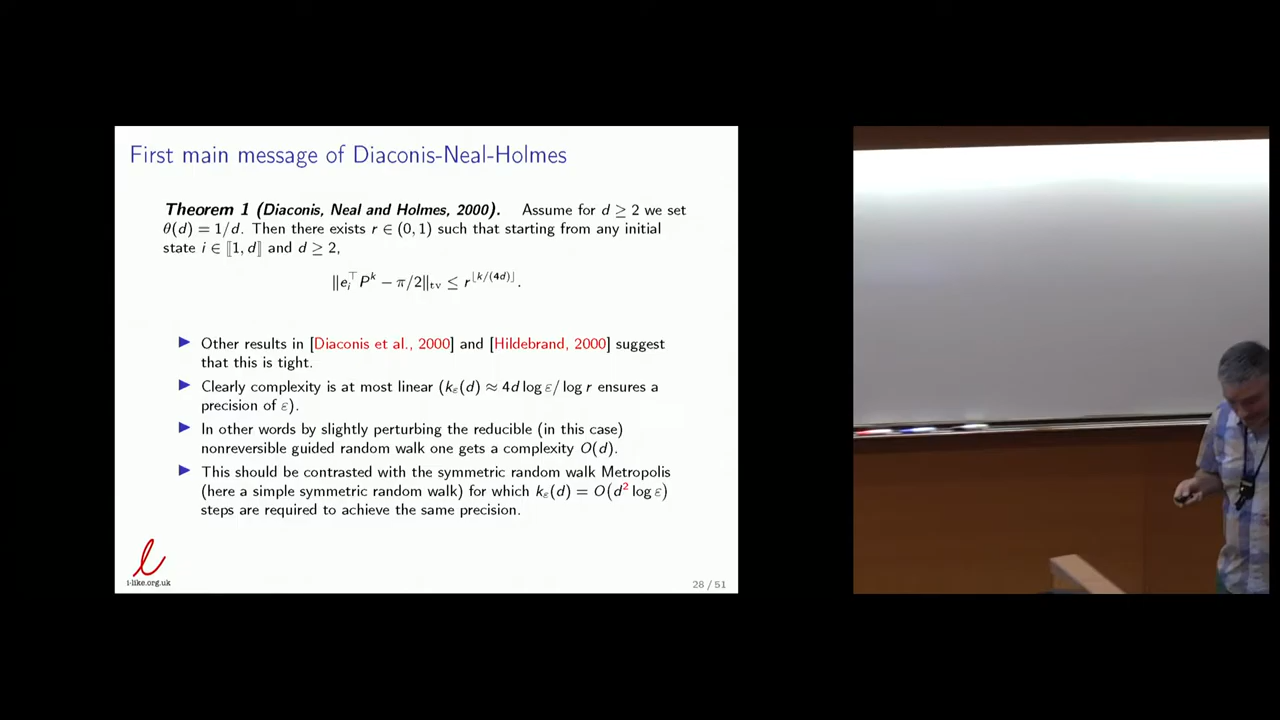 First main message of Diaconis-Neal-Holmes
Theorem 1 (Diaconis, Neal and Holmes, 2000). Assume for d ≥ 2 we set
θ(d) = 1/d. Then there exists r ∈ (0, 1) such that starting from any initial
state i ∈ ⟦1, d⟧ and d ≥ 2,
‖e_i^⊤ P^k − π/2‖_tv ≤ r^⌊k/(4d)⌋ .
▶ Other results in [Diaconis et al., 2000] and [Hildebrand, 2000] suggest
that this is tight.
▶ Clearly complexity is at most linear (k_ε(d) ≈ 4d log ε/ log r ensures a
precision of ε).
▶ In other words by slightly perturbing the reducible (in this case)
nonreversible guided random walk one gets a complexity O(d).
▶ This should be contrasted with the symmetric random walk Metropolis
(here a simple symmetric random walk) for which k_ε(d) = O(d² log ε)
steps are required to achieve the same precision.
i-like.org.uk
28 / 51